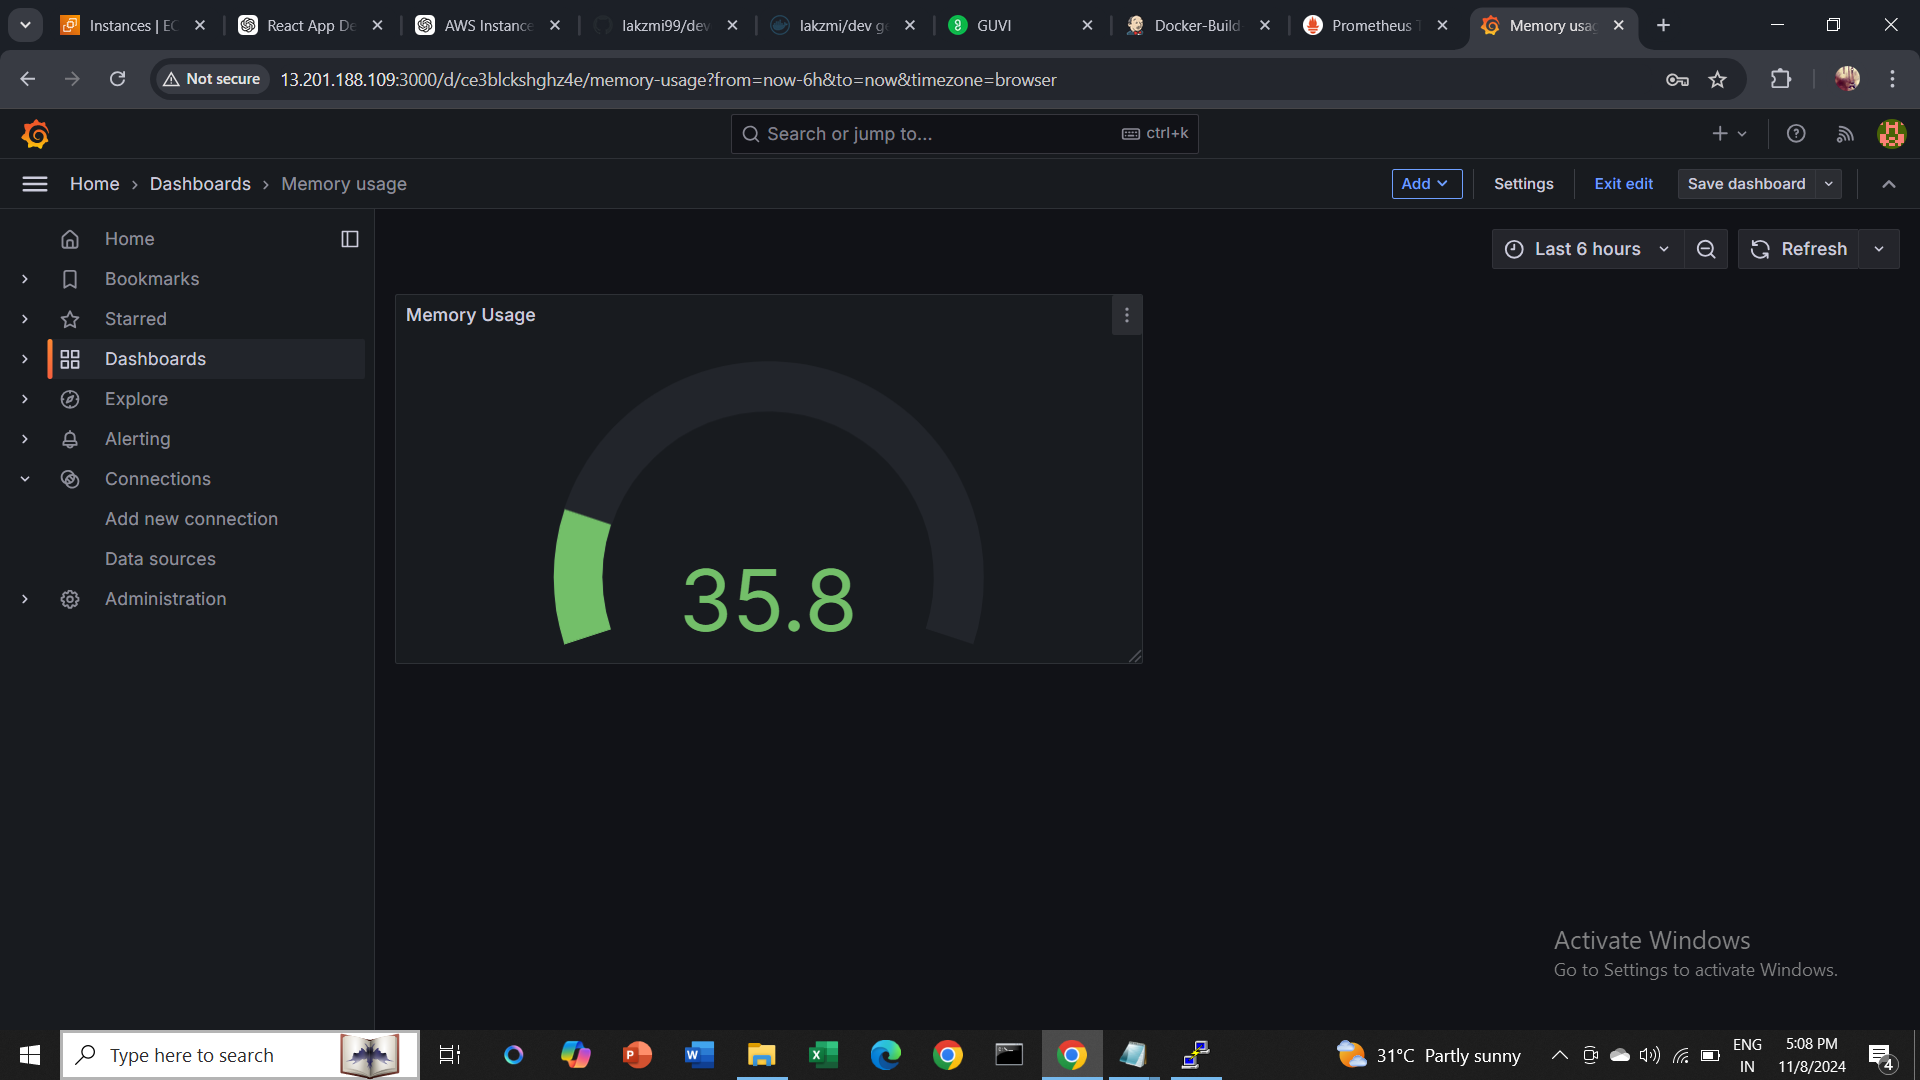 Instances | EC
React App De
AWS Instance
lakzmi99/dev
lakzmi/dev ge
GUVI
Docker-Build
Prometheus T
Memory usag
Not secure
13.201.188.109:3000/d/ce3blckshghz4e/memory-usage?from=now-6h&to=now&timezone=browser
Search or jump to...
ctrl+k
Home › Dashboards › Memory usage
Add
Settings
Exit edit
Save dashboard
Home
Bookmarks
Starred
Dashboards
Explore
Alerting
Connections
Add new connection
Data sources
Administration
Last 6 hours
Refresh
Memory Usage
35.8
Activate Windows
Go to Settings to activate Windows.
Type here to search
31°C Partly sunny
ENG
IN
5:08 PM
11/8/2024
4